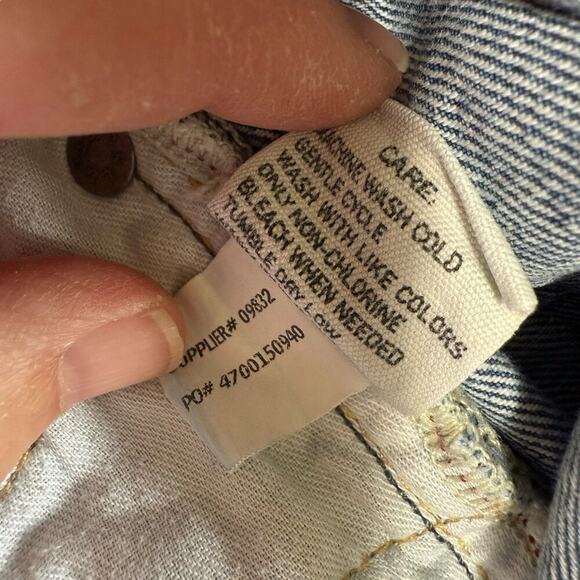 CARE:
MACHINE WASH COLD
GENTLE CYCLE
WASH WITH LIKE COLORS
ONLY NON-CHLORINE
BLEACH WHEN NEEDED
TUMBLE DRY LOW
SUPPLIER# 09832
PO# 4700150940